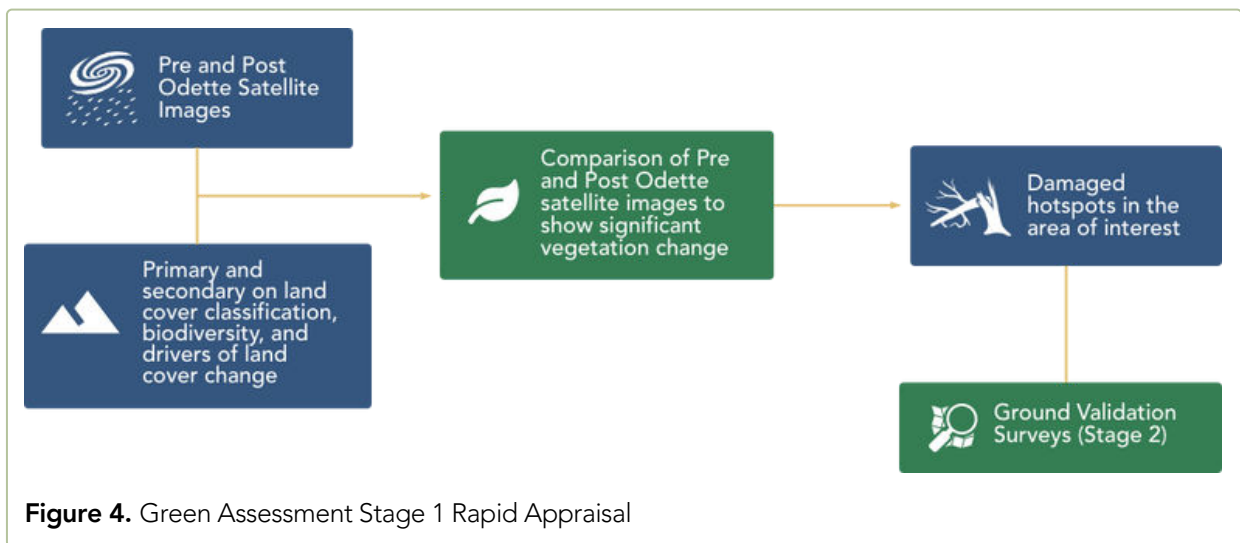 Pre and Post
Odette Satellite
Images
Primary and
secondary on land
cover classification,
biodiversity, and
drivers of land
cover change
Comparison of Pre
and Post Odette
satellite images to
show significant
vegetation change
Damaged
hotspots in the
area of interest
Ground Validation
Surveys (Stage 2)
Figure 4. Green Assessment Stage 1 Rapid Appraisal